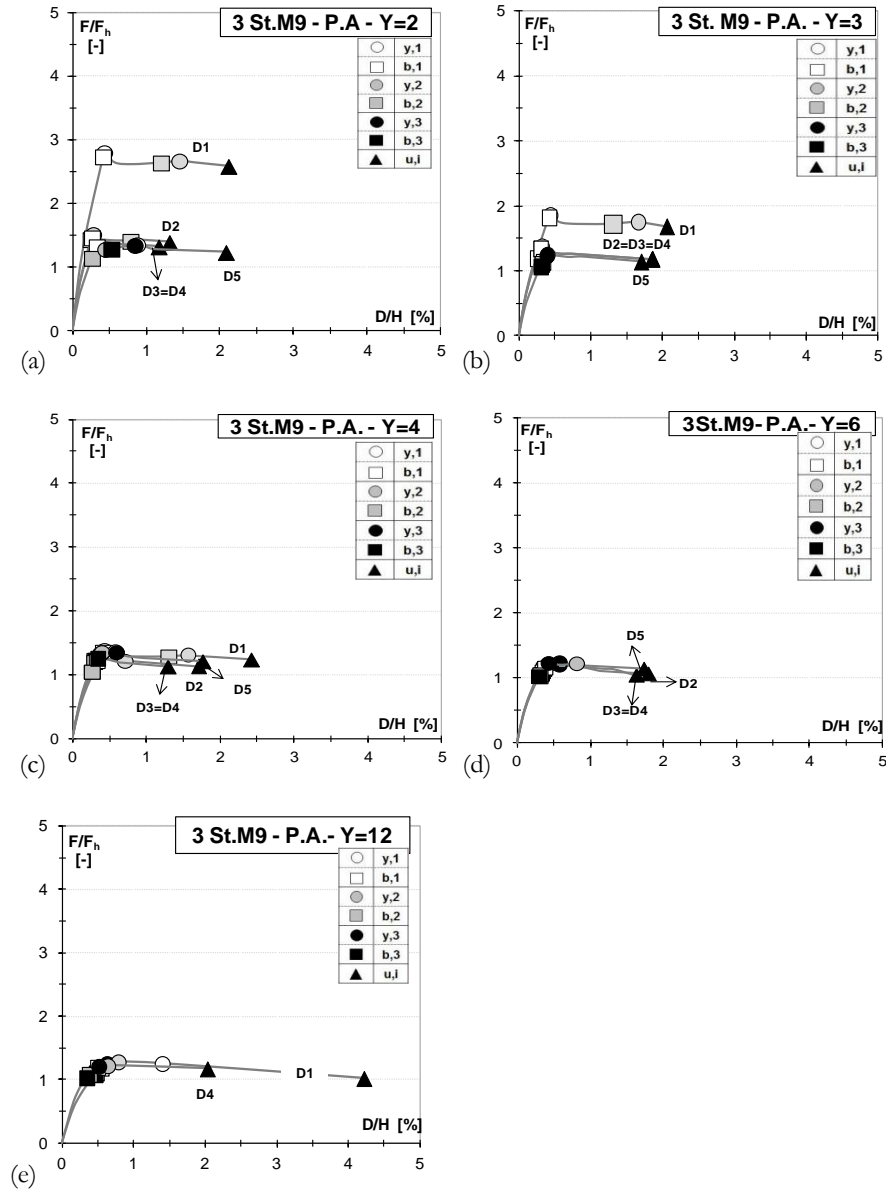 3 St.M9 - P.A - Y=2
F/Fh
[-]
y,1
b,1
y,2
b,2
y,3
b,3
u,i
5
4
3
2
1
0
D1
D2
D3=D4
D5
D/H [%]
0 1 2 3 4 5
(a)
3 St. M9 - P.A. - Y=3
F/Fh
[-]
y,1
b,1
y,2
b,2
y,3
b,3
u,i
5
4
3
2
1
0
D1
D2=D3=D4
D5
D/H [%]
0 1 2 3 4 5
(b)
3 St.M9 - P.A.- Y=4
F/Fh
[-]
y,1
b,1
y,2
b,2
y,3
b,3
u,i
5
4
3
2
1
0
D1
D2
D5
D3=D4
D/H [%]
0 1 2 3 4 5
(c)
3St.M9- P.A.- Y=6
F/Fh
[-]
y,1
b,1
y,2
b,2
y,3
b,3
u,i
5
4
3
2
1
0
D5
D2
D3=D4
D/H [%]
0 1 2 3 4 5
(d)
3 St.M9 - P.A.- Y=12
F/Fh
[-]
y,1
b,1
y,2
b,2
y,3
b,3
u,i
5
4
3
2
1
0
D1
D4
D/H [%]
0 1 2 3 4 5
(e)